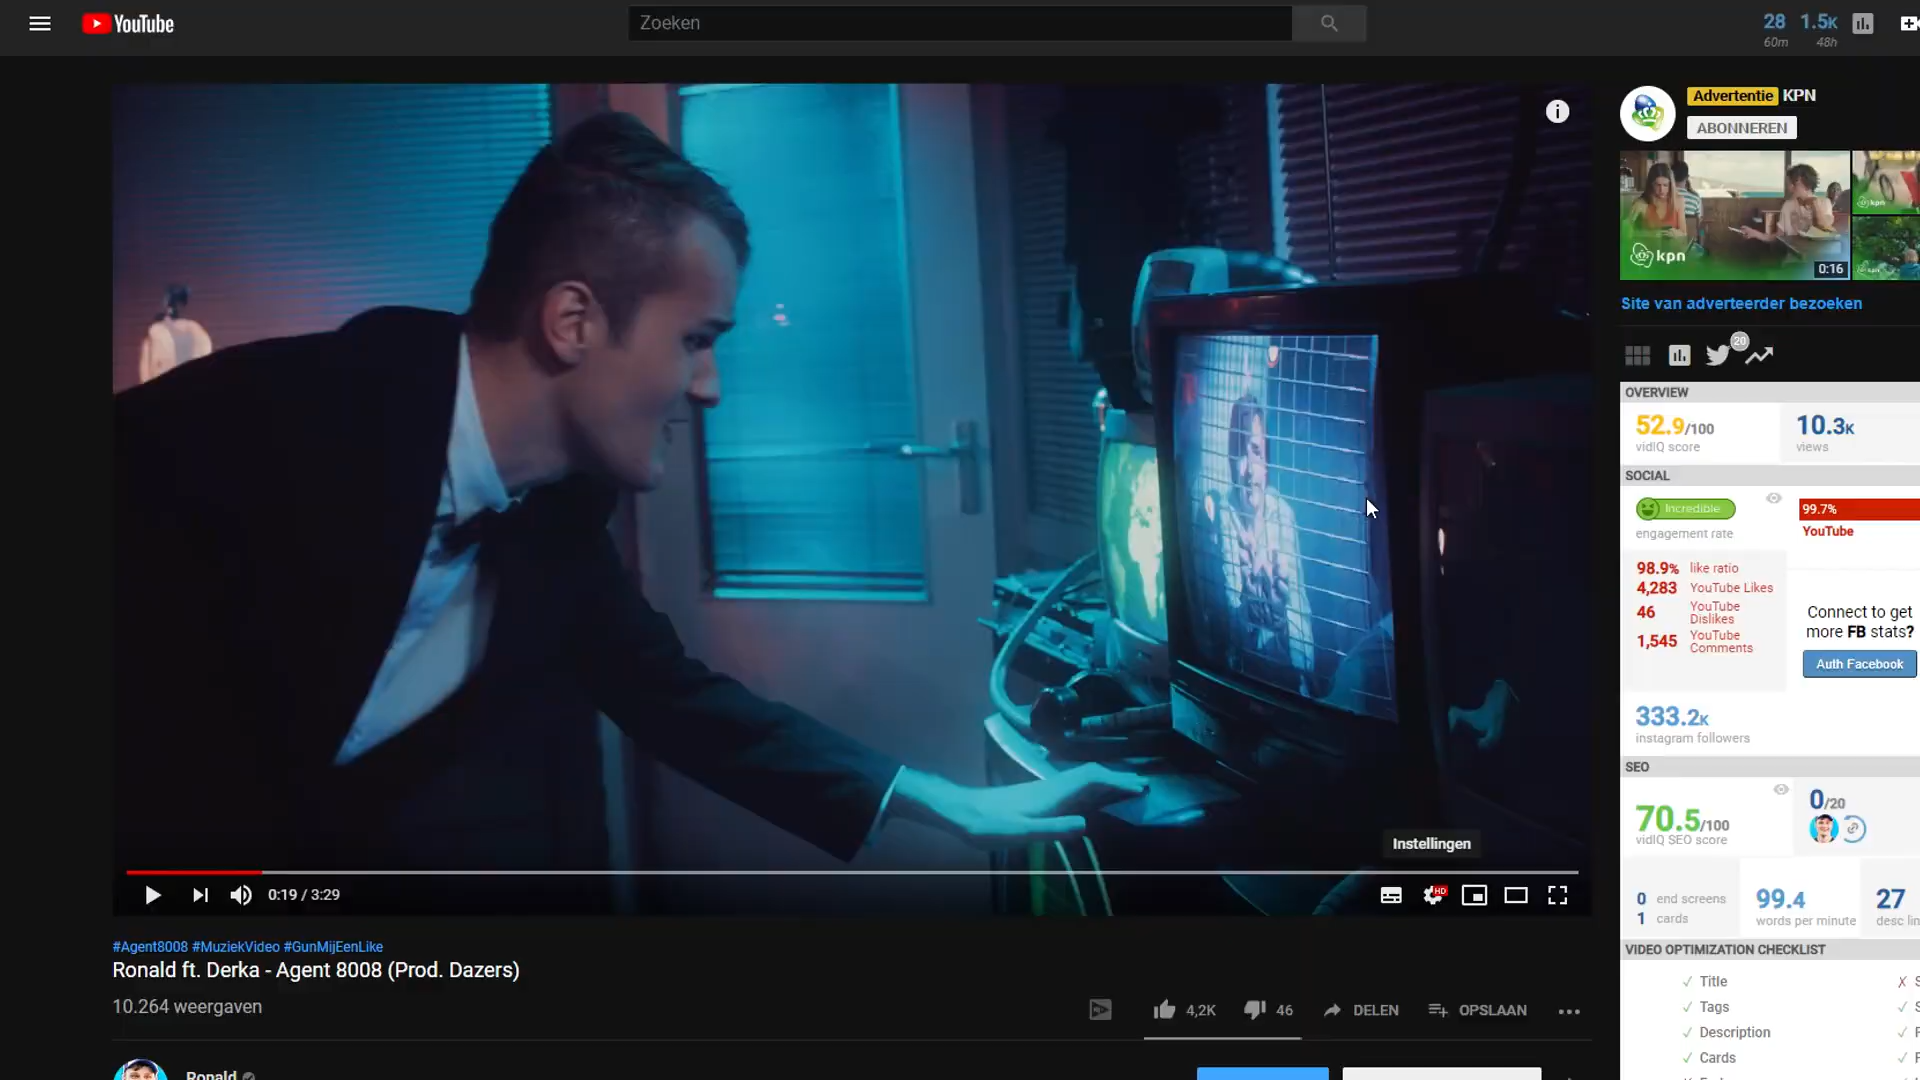 YouTube
Zoeken
28
60m
1.5K
48h
Advertentie KPN
ABONNEREN
kpn
0:16
kpn
Site van adverteerder bezoeken
20
OVERVIEW
52.9/100
vidIQ score
10.3K
views
SOCIAL
Incredible
engagement rate
99.7%
YouTube
98.9% like ratio
4,283 YouTube Likes
46 YouTube Dislikes
1,545 YouTube Comments
Connect to get
more FB stats?
Auth Facebook
333.2K
instagram followers
SEO
70.5/100
vidIQ SEO score
0/20
0 end screens
1 cards
99.4
words per minute
27
desc lin
VIDEO OPTIMIZATION CHECKLIST
✓ Title
✓ Tags
✓ Description
✓ Cards
Instellingen
0:19 / 3:29
HD
#Agent8008 #MuziekVideo #GunMijEenLike
Ronald ft. Derka - Agent 8008 (Prod. Dazers)
10.264 weergaven
4,2K
46
DELEN
OPSLAAN
Ronald